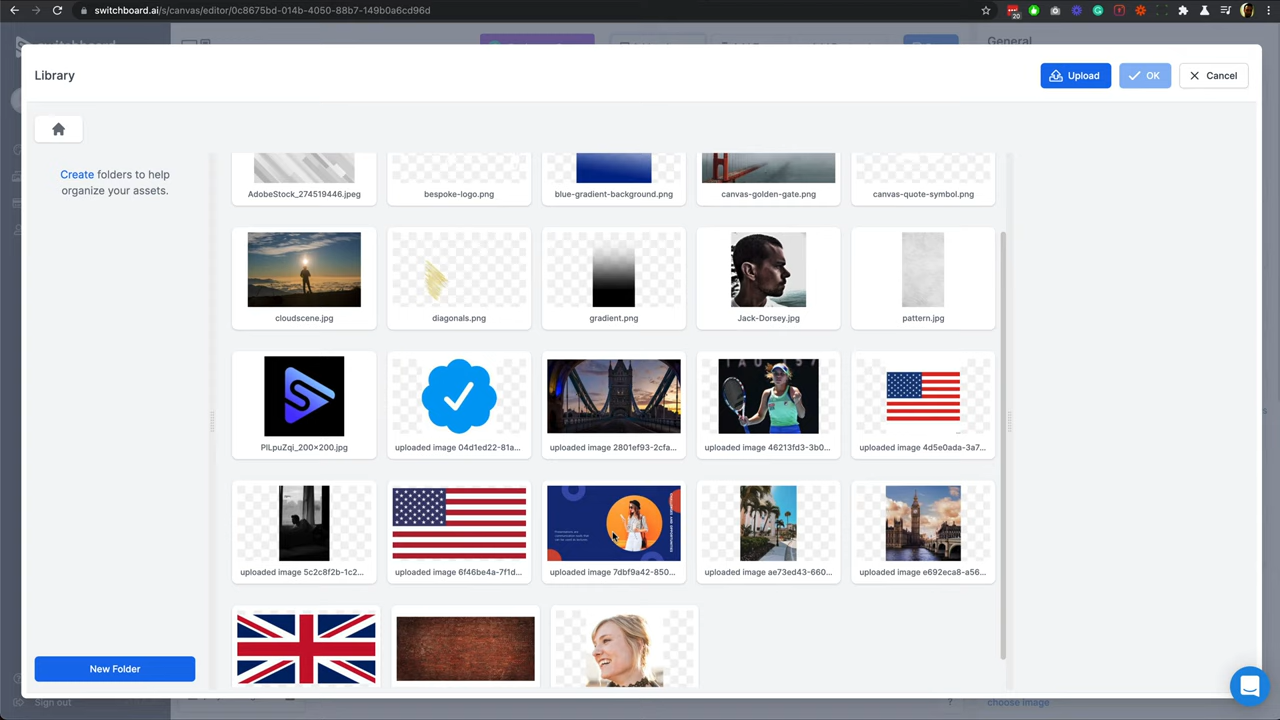 switchboard.ai/s/canvas/editor/0c8675bd-014b-4050-88b7-149b0a6cd96d
20
General
Library
Upload
OK
Cancel
Create folders to help
organize your assets.
AdobeStock_274519446.jpeg
bespoke-logo.png
blue-gradient-background.png
canvas-golden-gate.png
canvas-quote-symbol.png
cloudscene.jpg
diagonals.png
gradient.png
Jack-Dorsey.jpg
pattern.jpg
PlLpuZqi_200x200.jpg
uploaded image 04d1ed22-81a...
uploaded image 2801ef93-2cfa...
uploaded image 46213fd3-3b0...
uploaded image 4d5e0ada-3a7...
uploaded image 5c2c8f2b-1c2...
uploaded image 6f46be4a-7f1d...
uploaded image 7dbf9a42-850...
uploaded image ae73ed43-660...
uploaded image e692eca8-a56...
New Folder
Sign out
?
choose image